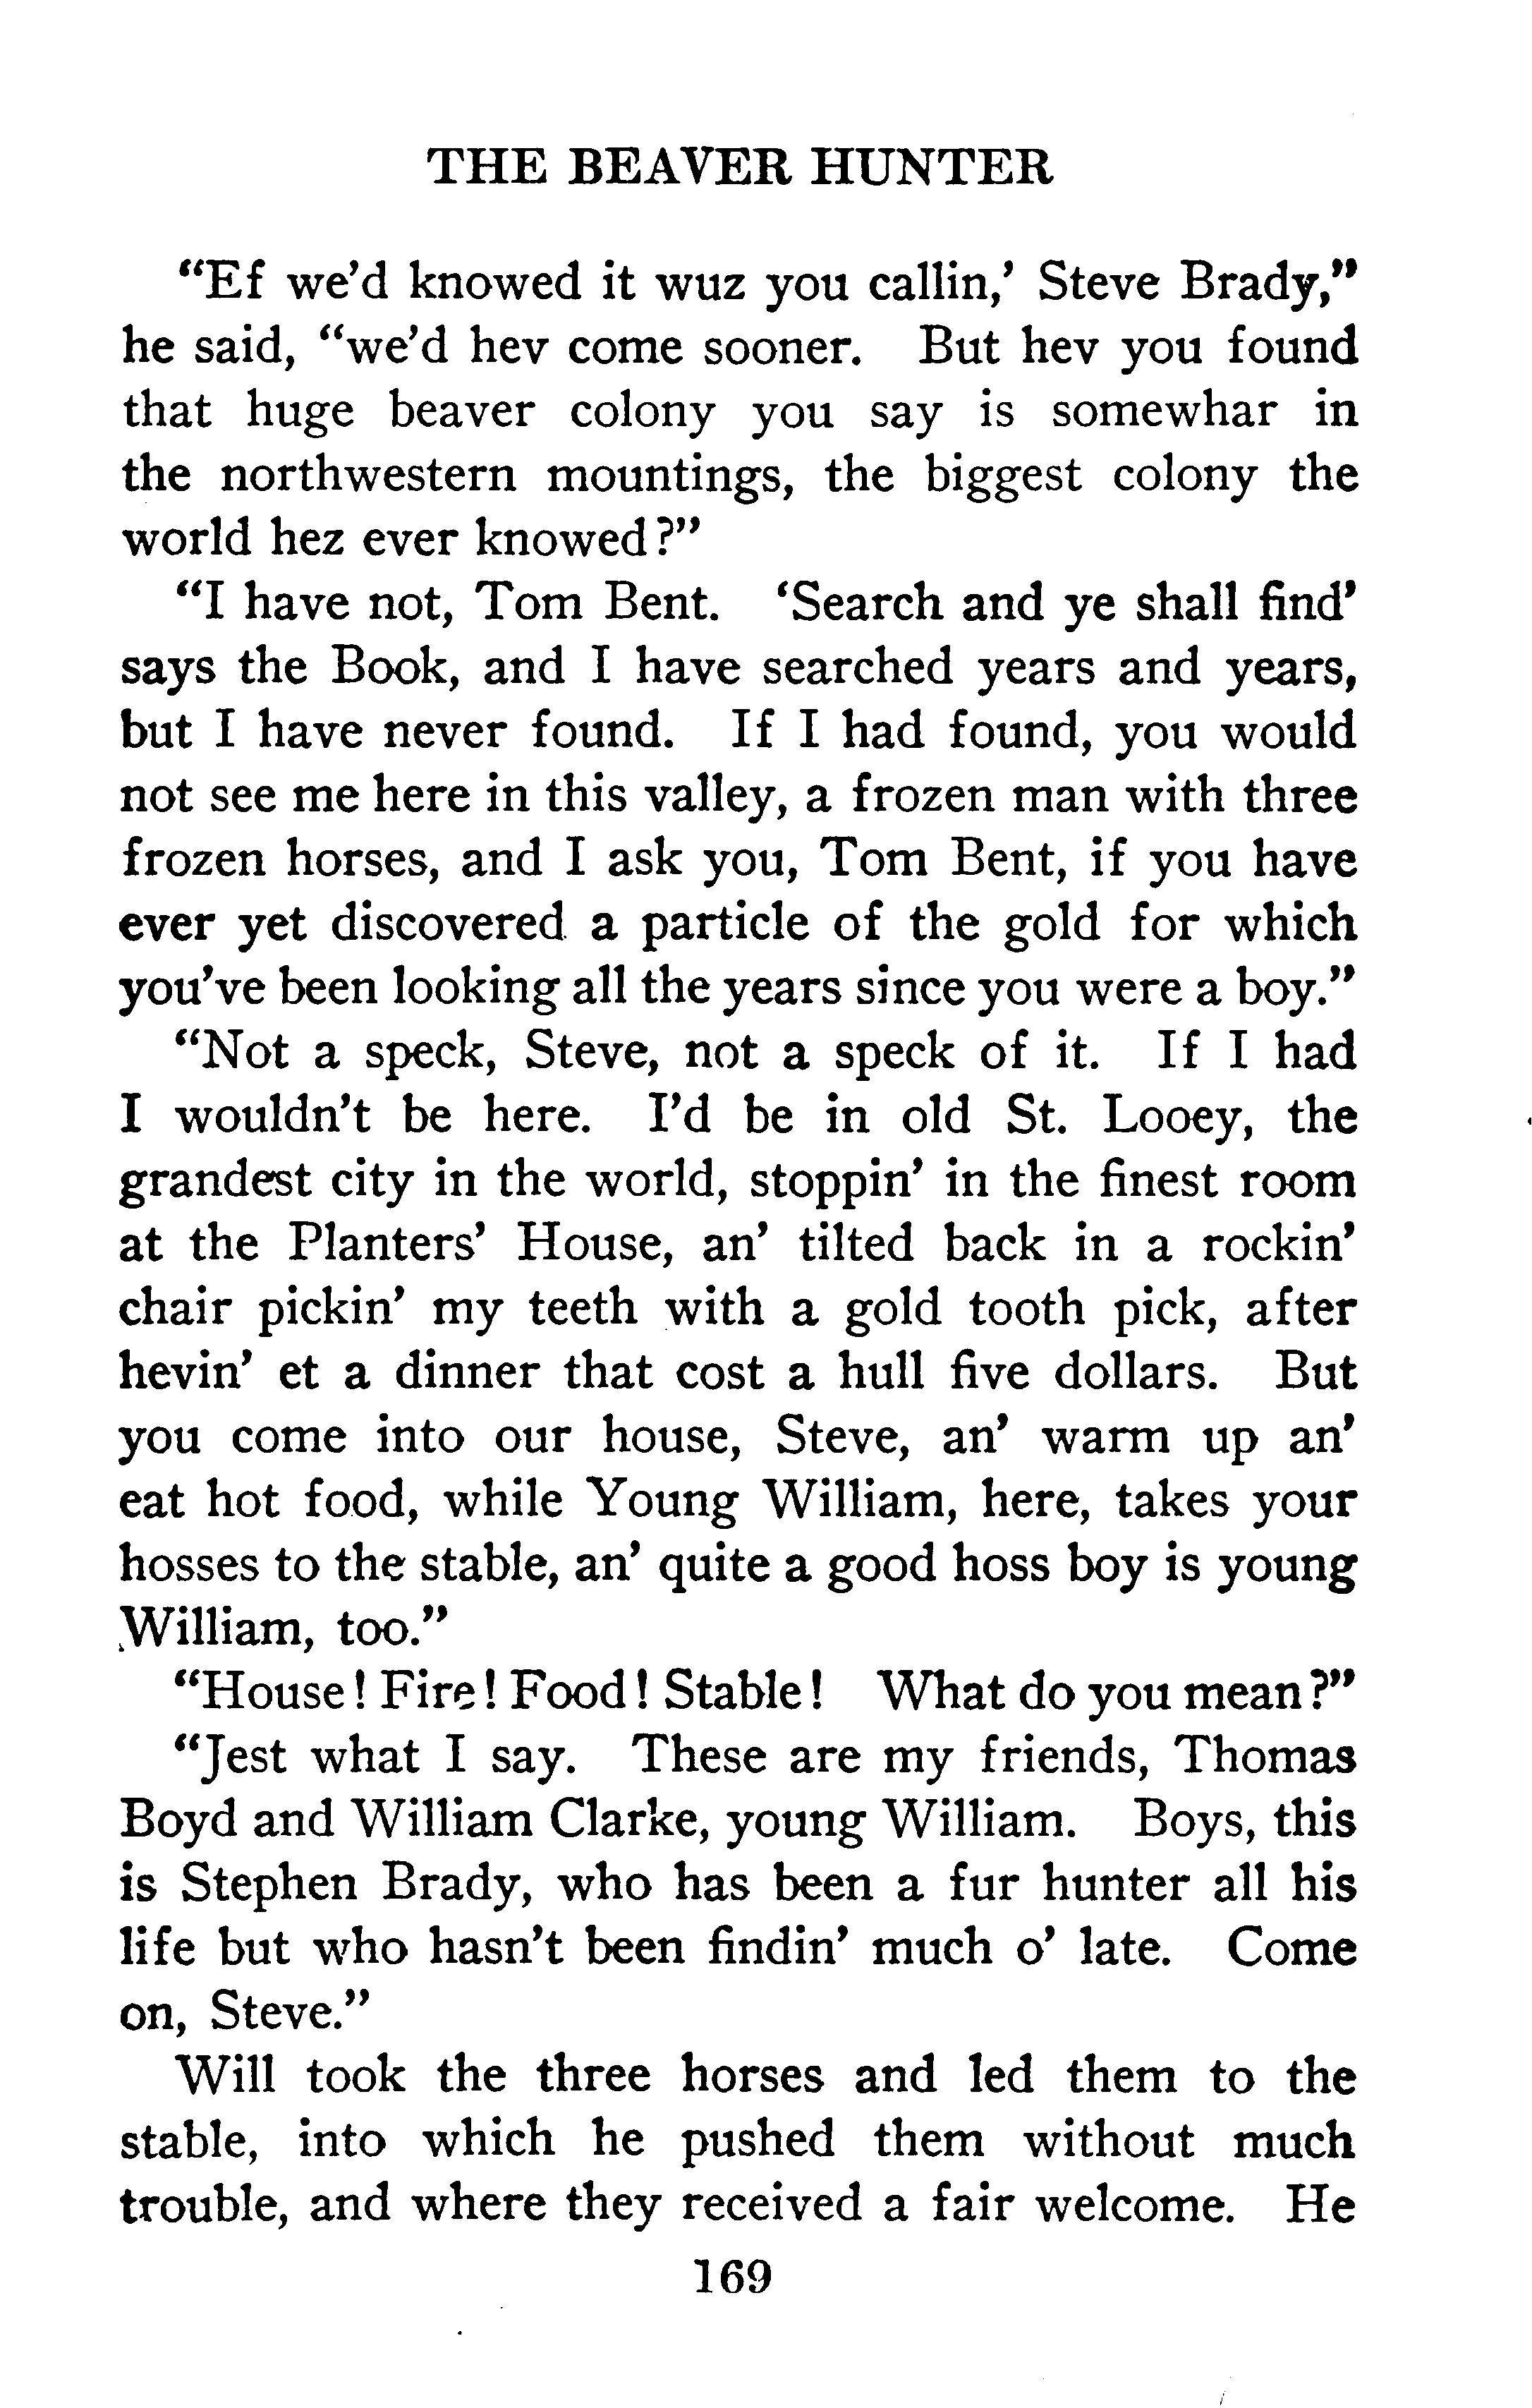 THE BEAVER HUNTER
"Ef we'd knowed it wuz you callin,' Steve Brady,"
he said, "we'd hev come sooner. But hev you found
that huge beaver colony you say is somewhar in
the northwestern mountings, the biggest colony the
world hez ever knowed?"
"I have not, Tom Bent. 'Search and ye shall find'
says the Book, and I have searched years and years,
but I have never found. If I had found, you would
not see me here in this valley, a frozen man with three
frozen horses, and I ask you, Tom Bent, if you have
ever yet discovered a particle of the gold for which
you've been looking all the years since you were a boy."
"Not a speck, Steve, not a speck of it. If I had
I wouldn't be here. I'd be in old St. Looey, the
grandest city in the world, stoppin' in the finest room
at the Planters' House, an' tilted back in a rockin'
chair pickin' my teeth with a gold tooth pick, after
hevin' et a dinner that cost a hull five dollars. But
you come into our house, Steve, an' warm up an'
eat hot food, while Young William, here, takes your
hosses to the stable, an' quite a good hoss boy is young
William, too."
"House! Fire! Food! Stable! What do you mean?"
"Jest what I say. These are my friends, Thomas
Boyd and William Clarke, young William. Boys, this
is Stephen Brady, who has been a fur hunter all his
life but who hasn't been findin' much o' late. Come
on, Steve."
Will took the three horses and led them to the
stable, into which he pushed them without much
trouble, and where they received a fair welcome. He
169